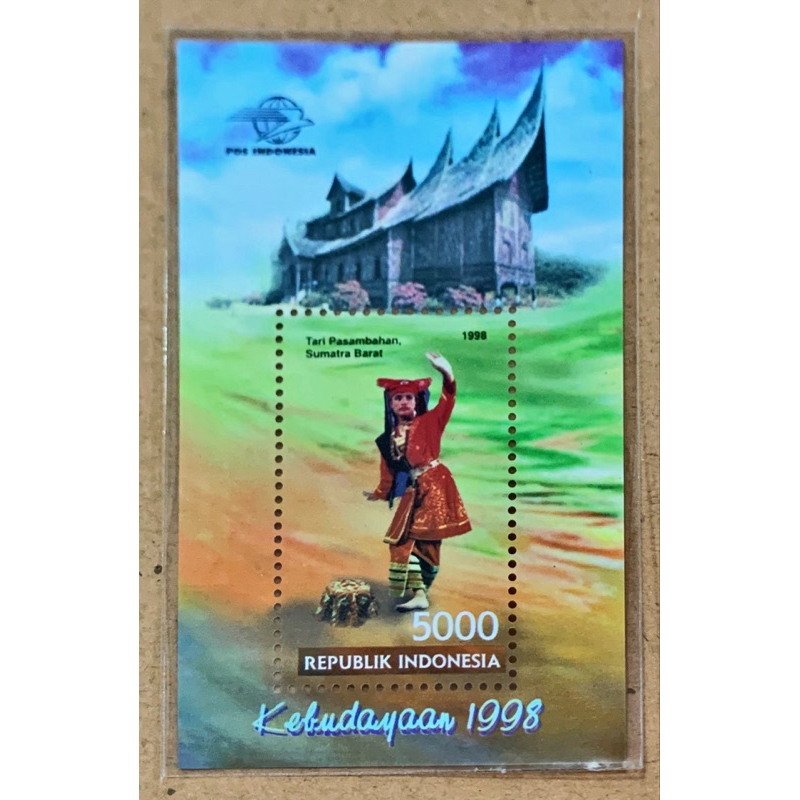 POS INDONESIA
Tari Pasambahan, 1998
Sumatra Barat
5000
REPUBLIK INDONESIA
Kebudayaan 1998